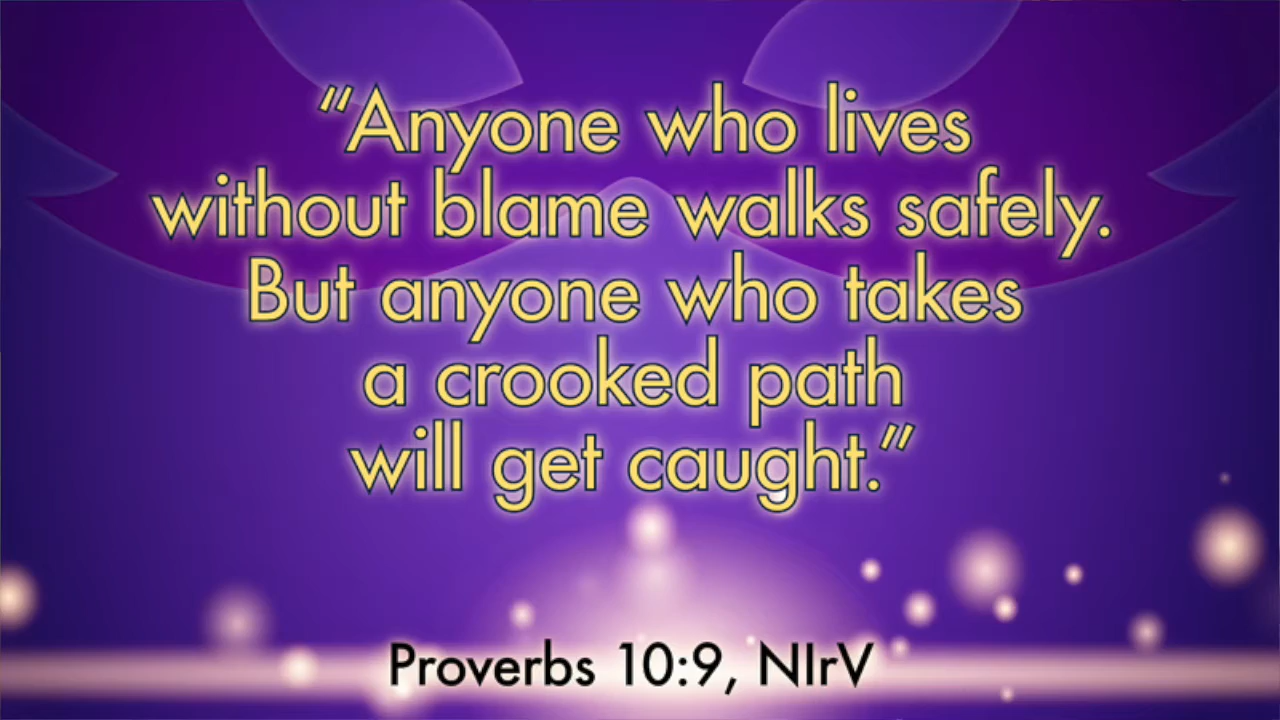 “Anyone who lives
without blame walks safely.
But anyone who takes
a crooked path
will get caught.”
Proverbs 10:9, NIrV